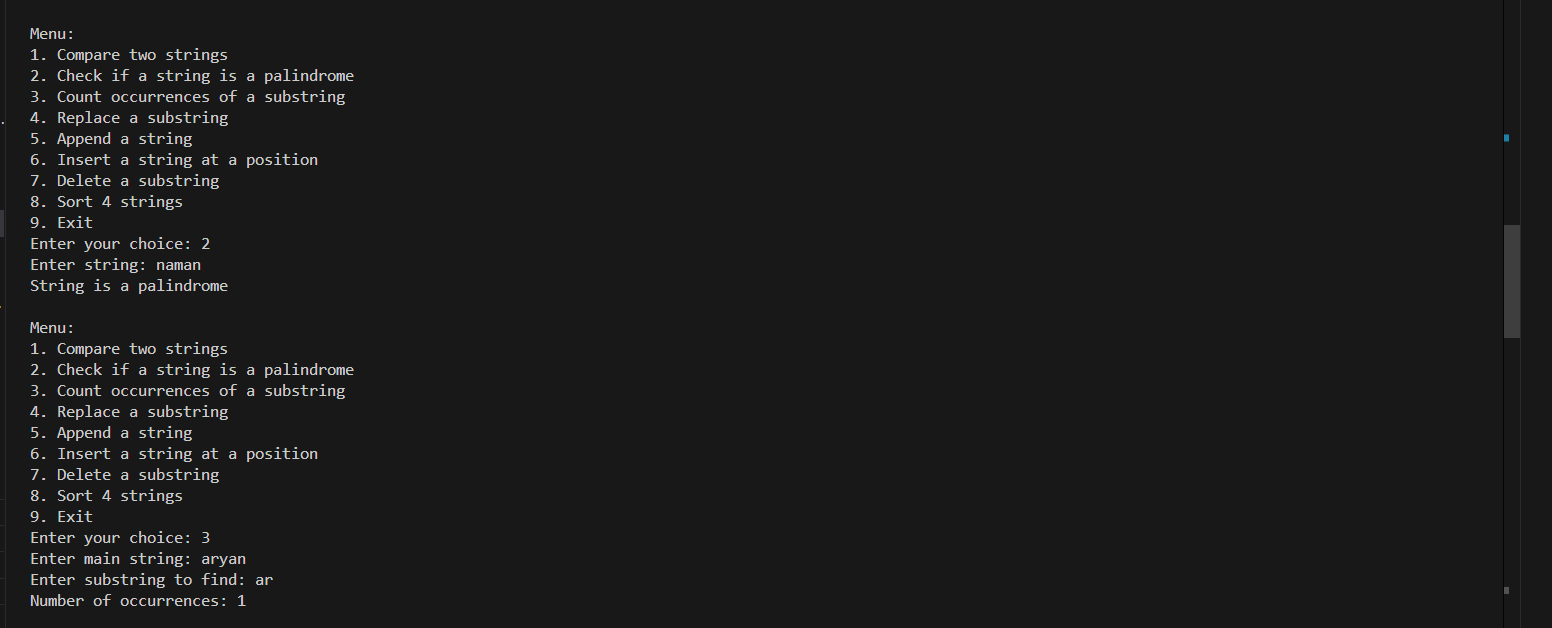 Menu:
1. Compare two strings
2. Check if a string is a palindrome
3. Count occurrences of a substring
4. Replace a substring
5. Append a string
6. Insert a string at a position
7. Delete a substring
8. Sort 4 strings
9. Exit
Enter your choice: 2
Enter string: naman
String is a palindrome
Menu:
1. Compare two strings
2. Check if a string is a palindrome
3. Count occurrences of a substring
4. Replace a substring
5. Append a string
6. Insert a string at a position
7. Delete a substring
8. Sort 4 strings
9. Exit
Enter your choice: 3
Enter main string: aryan
Enter substring to find: ar
Number of occurrences: 1